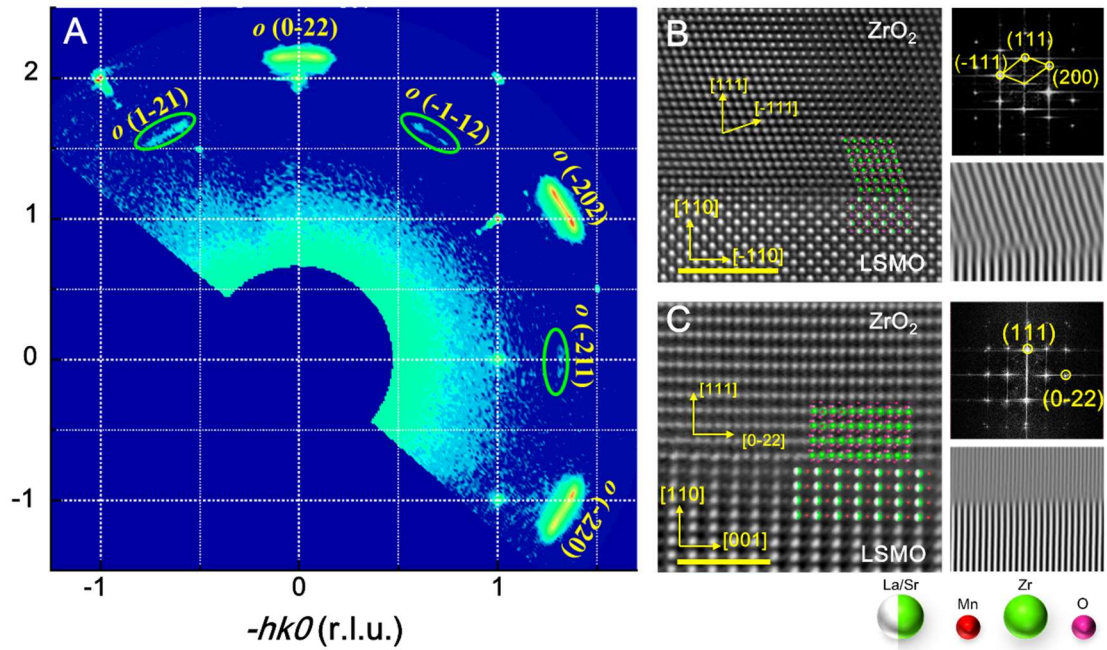 A
o (0-22)
o (1-21)
o (-1-12)
o (-202)
o (-211)
o (-220)
2
1
0
-1
-1
0
1
-hk0 (r.l.u.)
B
ZrO2
[111]
[-111]
[110]
[-110]
LSMO
(111)
(-111)
(200)
C
ZrO2
[111]
[0-22]
[110]
[001]
LSMO
(111)
(0-22)
La/Sr
Mn
Zr
O